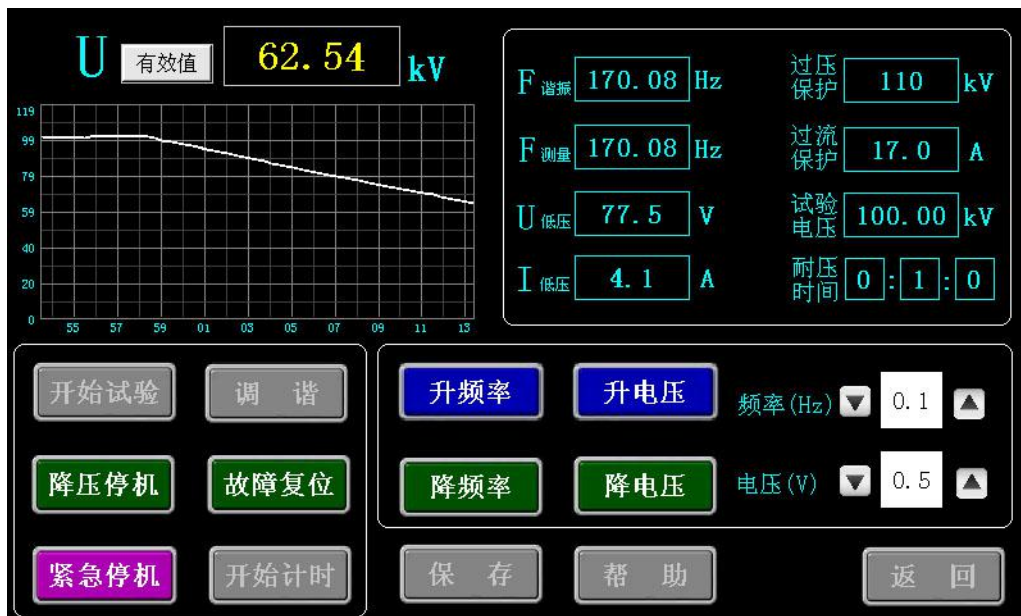 U 有效值 62.54 kV
119
99
79
59
40
20
0
55 57 59 01 03 05 07 09 11 13
F 谐振 170.08 Hz
F 测量 170.08 Hz
U 低压 77.5 V
I 低压 4.1 A
过压
保护 110 kV
过流
保护 17.0 A
试验
电压 100.00 kV
耐压
时间 0 : 1 : 0
开始试验 调 谐
降压停机 故障复位
紧急停机 开始计时
升频率 升电压 频率(Hz) 0.1
降频率 降电压 电压(V) 0.5
保 存 帮 助 返 回